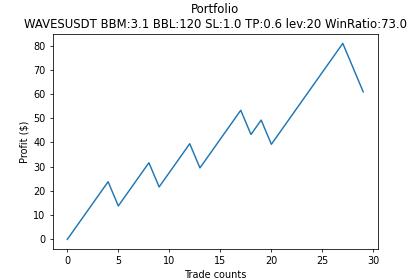 Portfolio
WAVESUSDT BBM:3.1 BBL:120 SL:1.0 TP:0.6 lev:20 WinRatio:73.0
80
70
60
50
40
30
20
10
0
Profit ($)
0 5 10 15 20 25 30
Trade counts